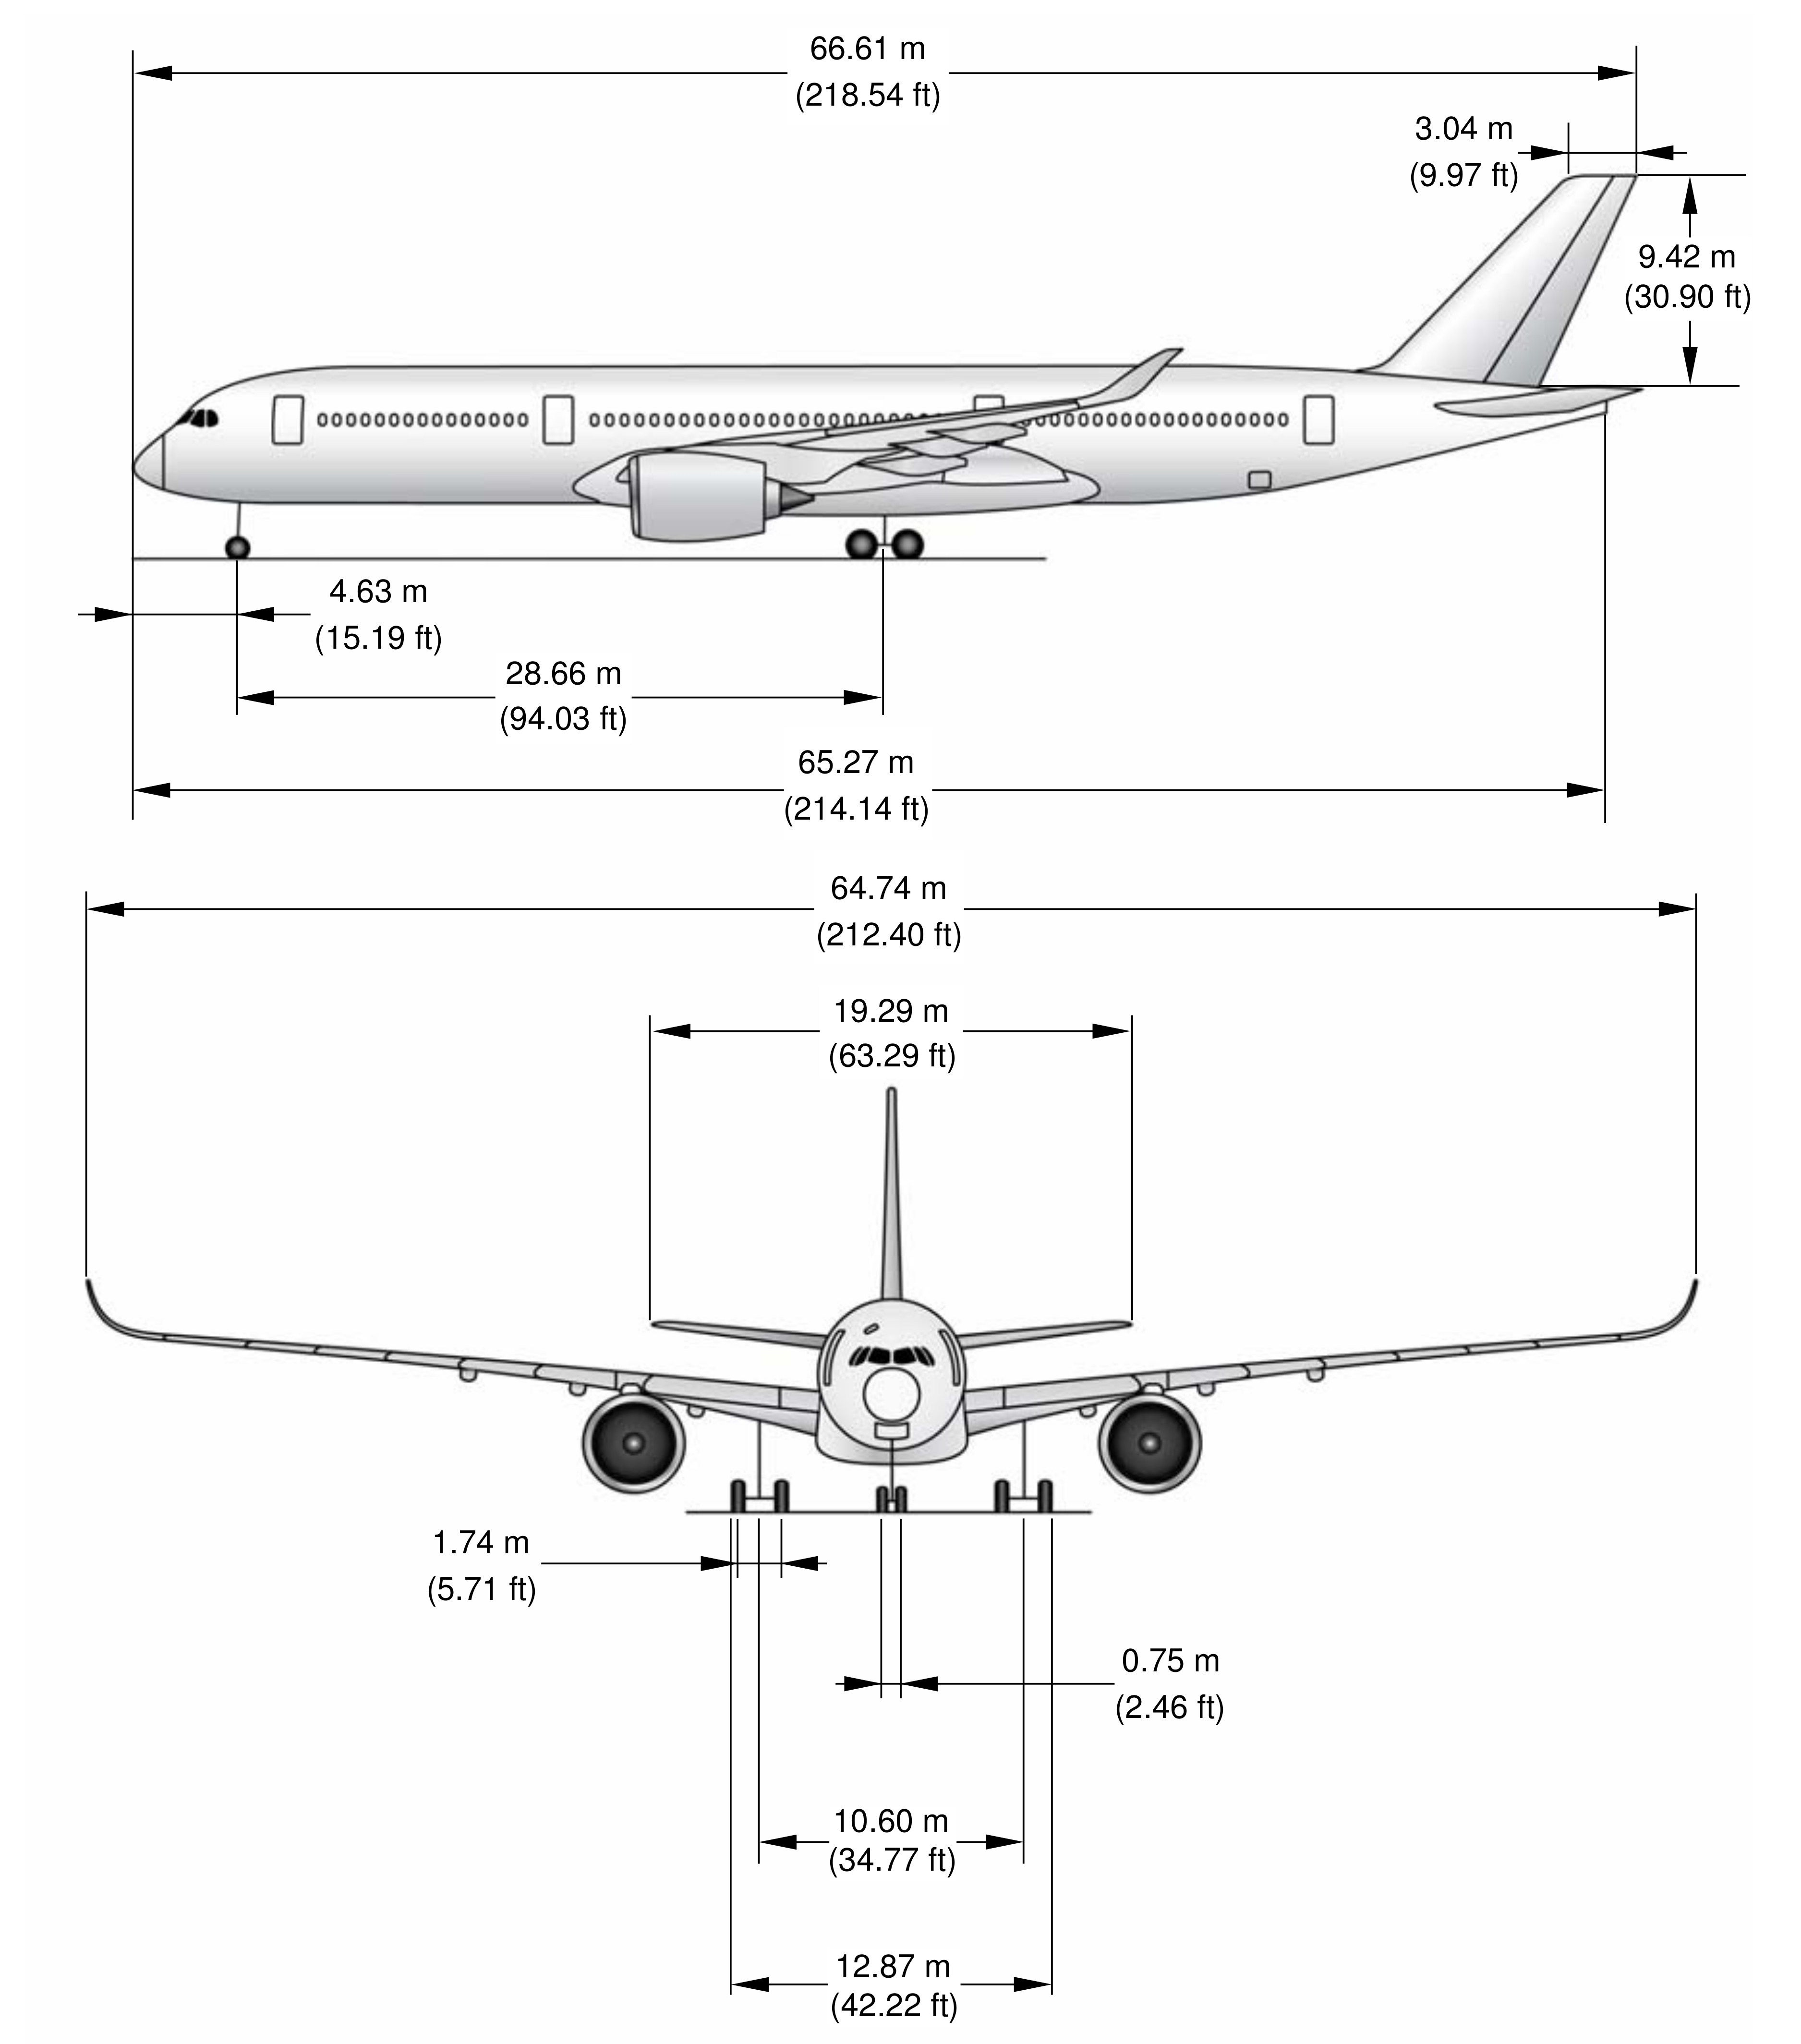 66.61 m
(218.54 ft)
3.04 m
(9.97 ft)
9.42 m
(30.90 ft)
4.63 m
(15.19 ft)
28.66 m
(94.03 ft)
65.27 m
(214.14 ft)
64.74 m
(212.40 ft)
19.29 m
(63.29 ft)
1.74 m
(5.71 ft)
0.75 m
(2.46 ft)
10.60 m
(34.77 ft)
12.87 m
(42.22 ft)